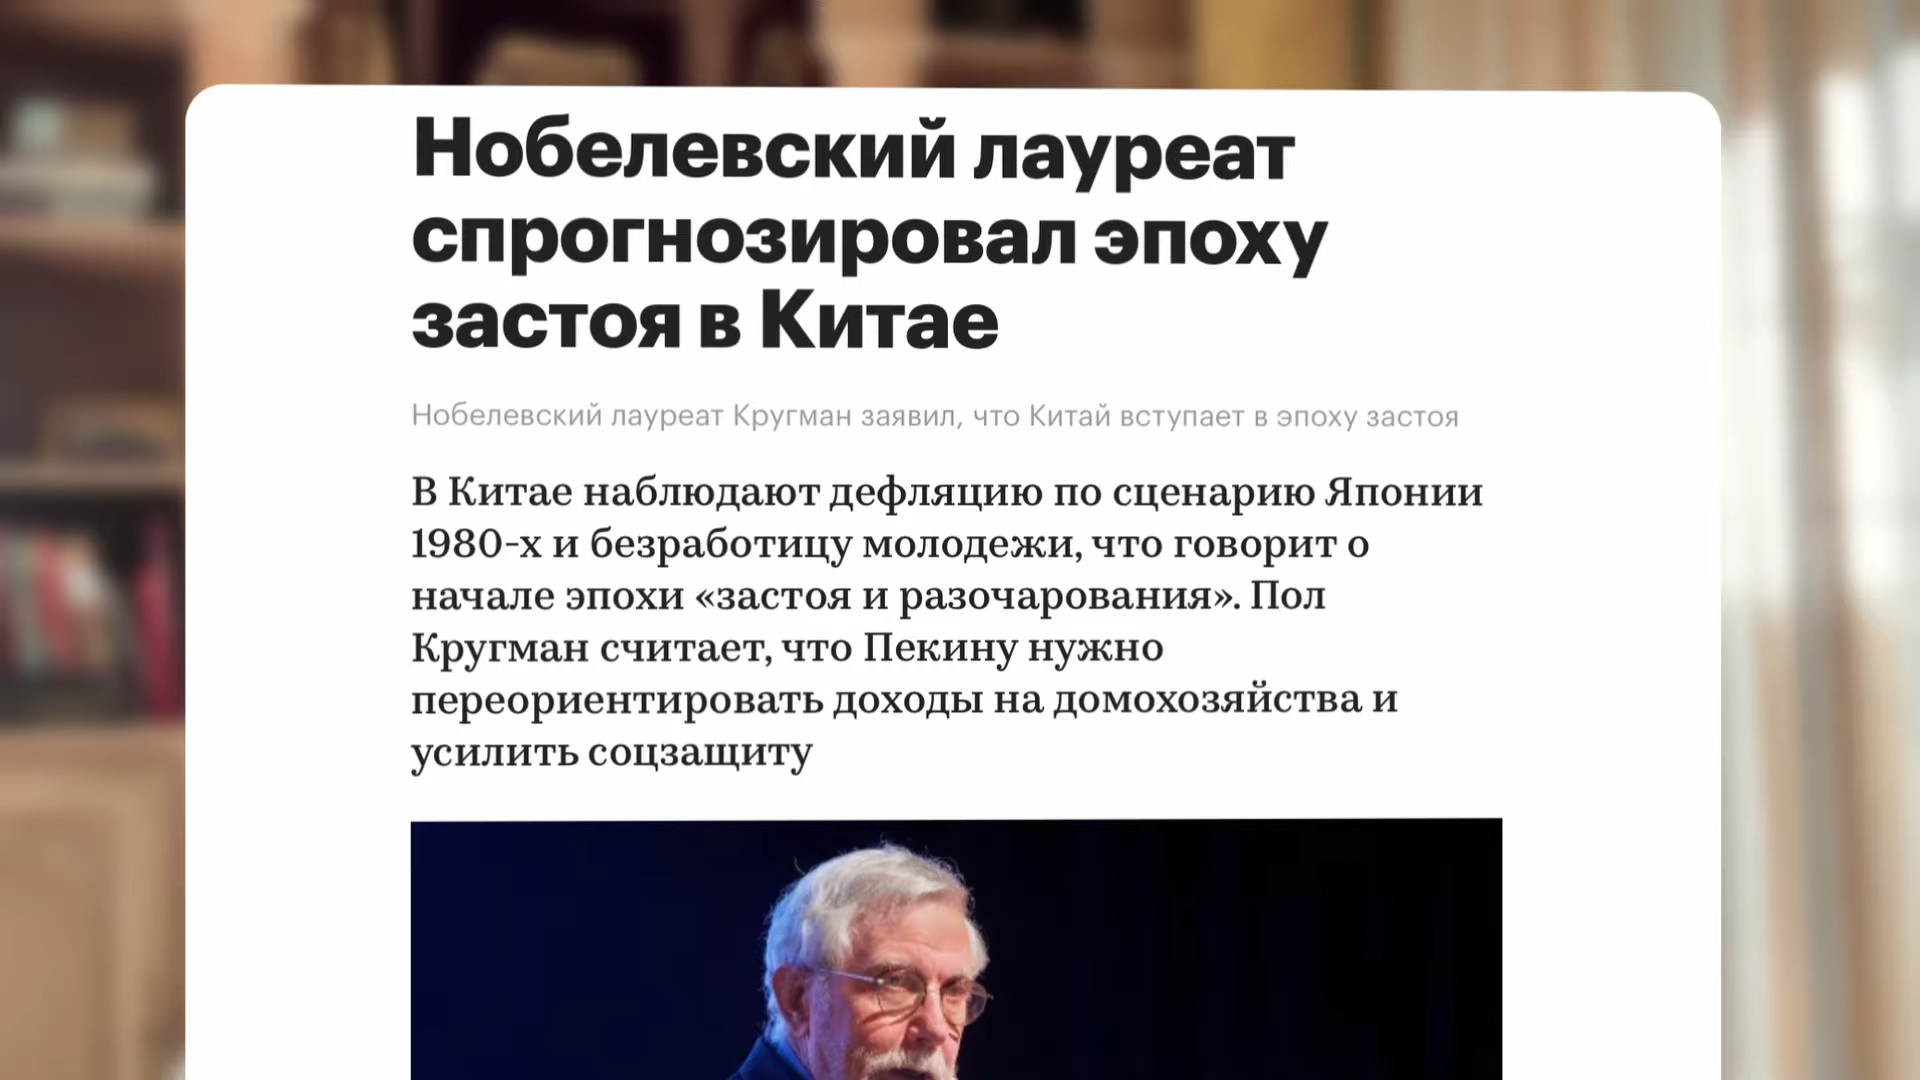 Нобелевский лауреат
спрогнозировал эпоху
застоя в Китае
Нобелевский лауреат Кругман заявил, что Китай вступает в эпоху застоя
В Китае наблюдают дефляцию по сценарию Японии
1980-х и безработицу молодежи, что говорит о
начале эпохи «застоя и разочарования». Пол
Кругман считает, что Пекину нужно
переориентировать доходы на домохозяйства и
усилить соцзащиту